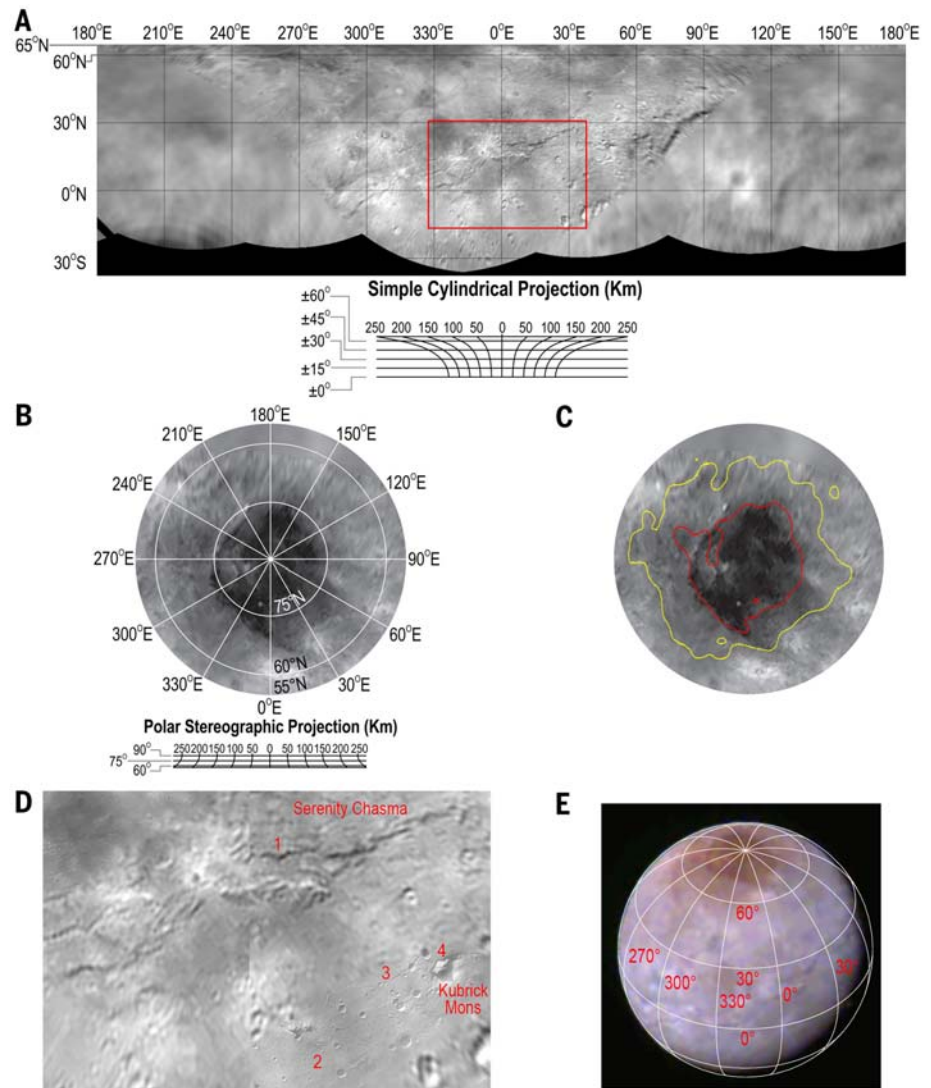 A
180°E 210°E 240°E 270°E 300°E 330°E 0°E 30°E 60°E 90°E 120°E 150°E 180°E
65°N
60°N
30°N
0°N
30°S
Simple Cylindrical Projection (Km)
±60°
±45°
±30°
±15°
±0°
250 200 150 100 50 0 50 100 150 200 250
B
180°E
210°E 150°E
240°E 120°E
270°E 90°E
75°N
300°E 60°E
60°N
330°E 55°N 30°E
0°E
Polar Stereographic Projection (Km)
90°
75°
60°
250 200 150 100 50 0 50 100 150 200 250
C
D
Serenity Chasma
1
4
3
Kubrick
Mons
2
E
60°
270° 30°
300° 30°
330° 0°
0°